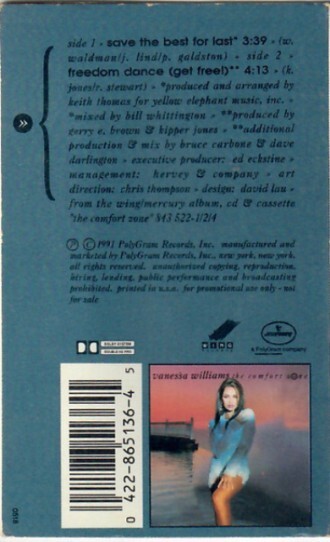 side 1 • save the best for last* 3:39 • (w.
waldman/j. lind/p. galdston) • side 2 •
freedom dance (get free!)** 4:13 • (k.
jones/r. stewart) • *produced and arranged by
keith thomas for yellow elephant music, inc. •
*mixed by bill whittington • **produced by
gerry e. brown & kipper jones • **additional
production & mix by bruce carbone & dave
darlington • executive producer: ed eckstine •
management: hervey & company • art
direction: chris thompson • design: david lau •
from the wing/mercury album, cd & cassette
"the comfort zone" 843 522-1/2/4
℗ ©1991 PolyGram Records, Inc. manufactured and
marketed by PolyGram Records, Inc., new york, new york.
all rights reserved. unauthorized copying, reproduction,
hiring, lending, public performance and broadcasting
prohibited. printed in u.s.a. for promotional use only - not
for sale
WING
RECORDS
mercury
a PolyGram company
vanessa williams the comfort zone
0 422-865136-4 5